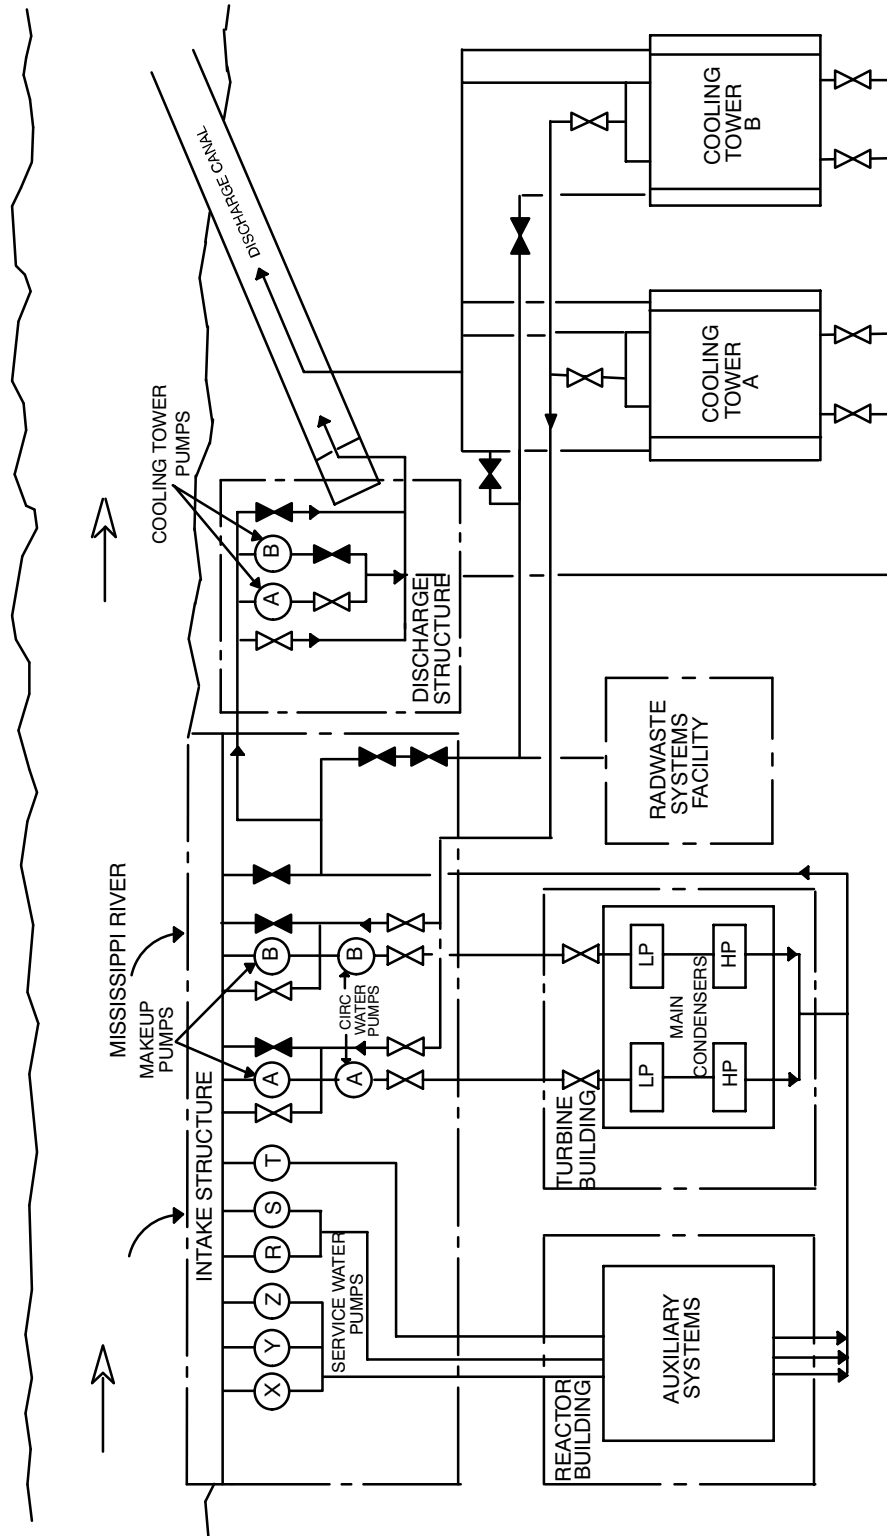 MISSISSIPPI RIVER
DISCHARGE CANAL
COOLING TOWER
PUMPS
MAKEUP
PUMPS
INTAKE STRUCTURE
X
Y
Z
R
S
T
A
B
A
B
CIRC
WATER
PUMPS
SERVICE WATER
PUMPS
A
B
DISCHARGE
STRUCTURE
REACTOR
BUILDING
AUXILIARY
SYSTEMS
TURBINE
BUILDING
LP
LP
MAIN
CONDENSERS
HP
HP
RADWASTE
SYSTEMS
FACILITY
COOLING
TOWER
A
COOLING
TOWER
B